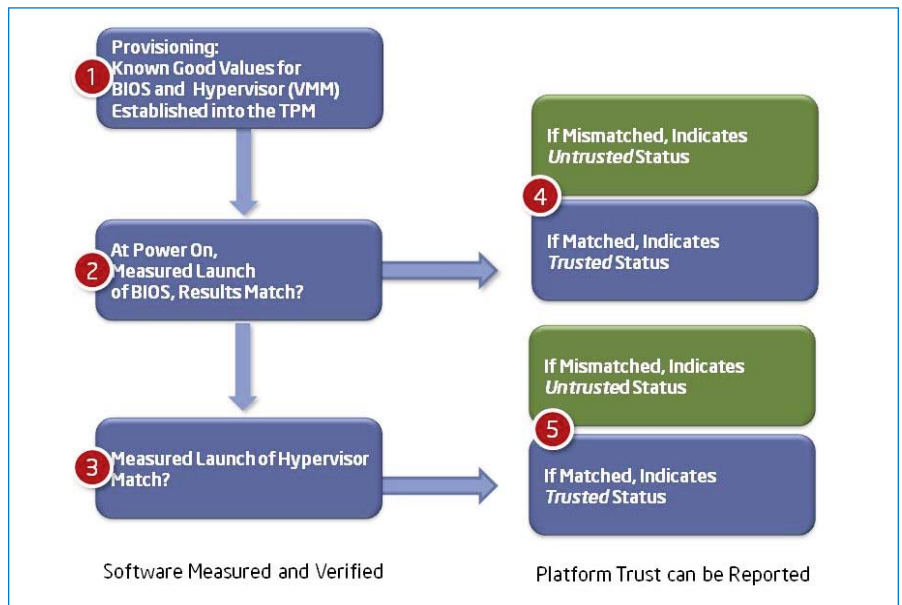 1
Provisioning:
Known Good Values for
BIOS and Hypervisor (VMM)
Established into the TPM
2
At Power On,
Measured Launch
of BIOS, Results Match?
3
Measured Launch of Hypervisor
Match?
Software Measured and Verified
If Mismatched, Indicates
Untrusted Status
4
If Matched, Indicates
Trusted Status
If Mismatched, Indicates
Untrusted Status
5
If Matched, Indicates
Trusted Status
Platform Trust can be Reported